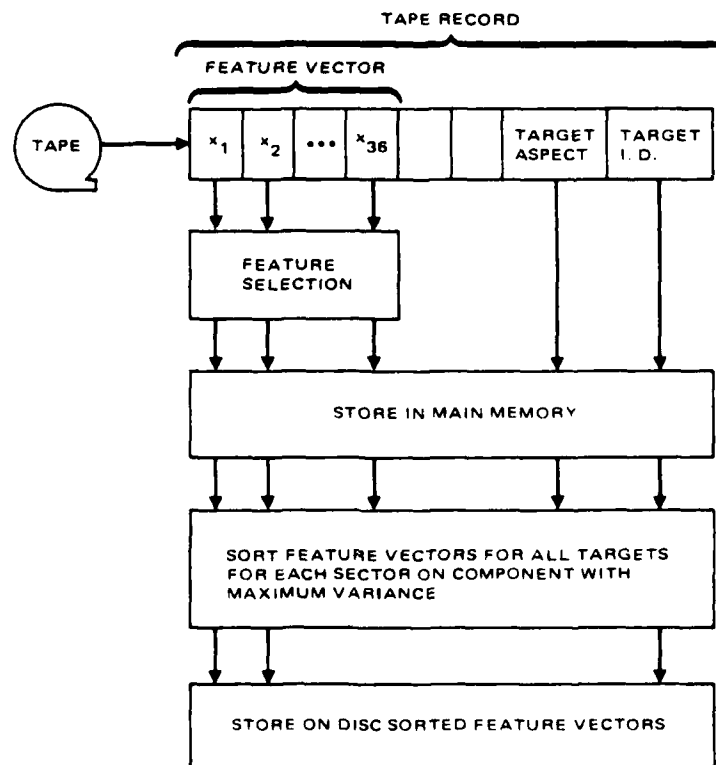 TAPE RECORD
FEATURE VECTOR
TAPE
x1
x2
•••
x36
TARGET
ASPECT
TARGET
I. D.
FEATURE
SELECTION
STORE IN MAIN MEMORY
SORT FEATURE VECTORS FOR ALL TARGETS
FOR EACH SECTOR ON COMPONENT WITH
MAXIMUM VARIANCE
STORE ON DISC SORTED FEATURE VECTORS